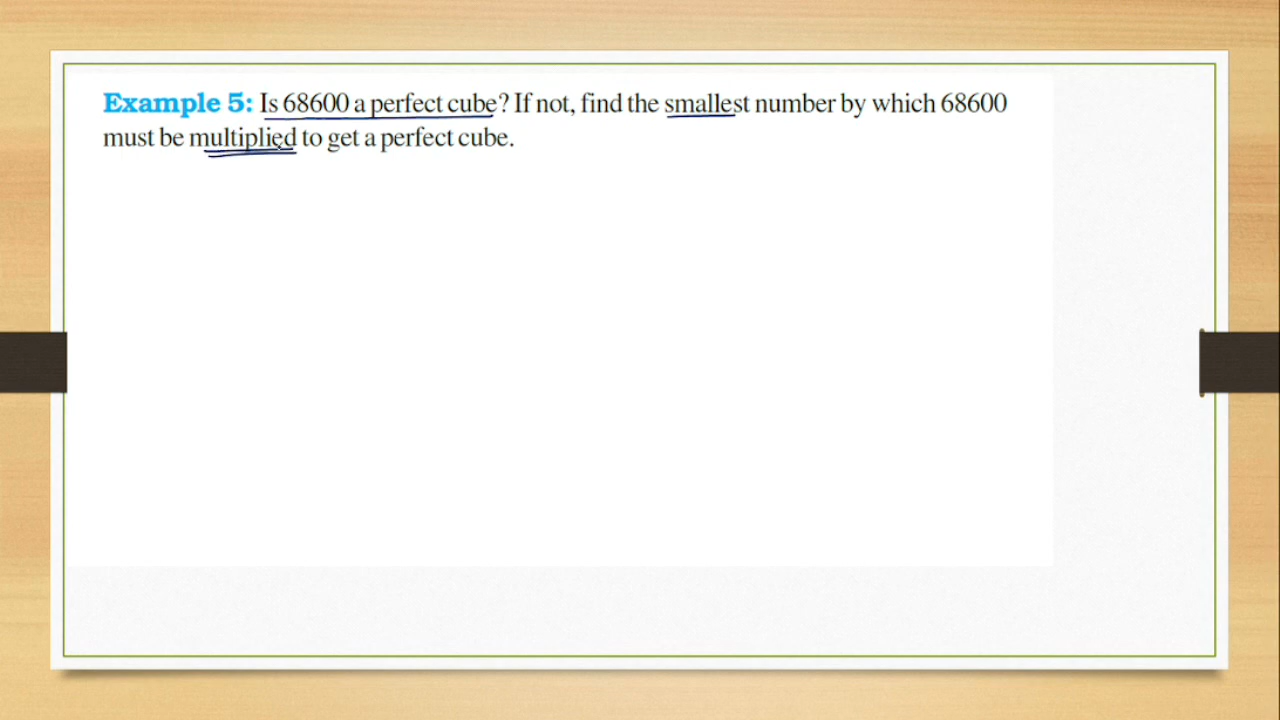 Example 5: Is 68600 a perfect cube? If not, find the smallest number by which 68600
must be multiplied to get a perfect cube.